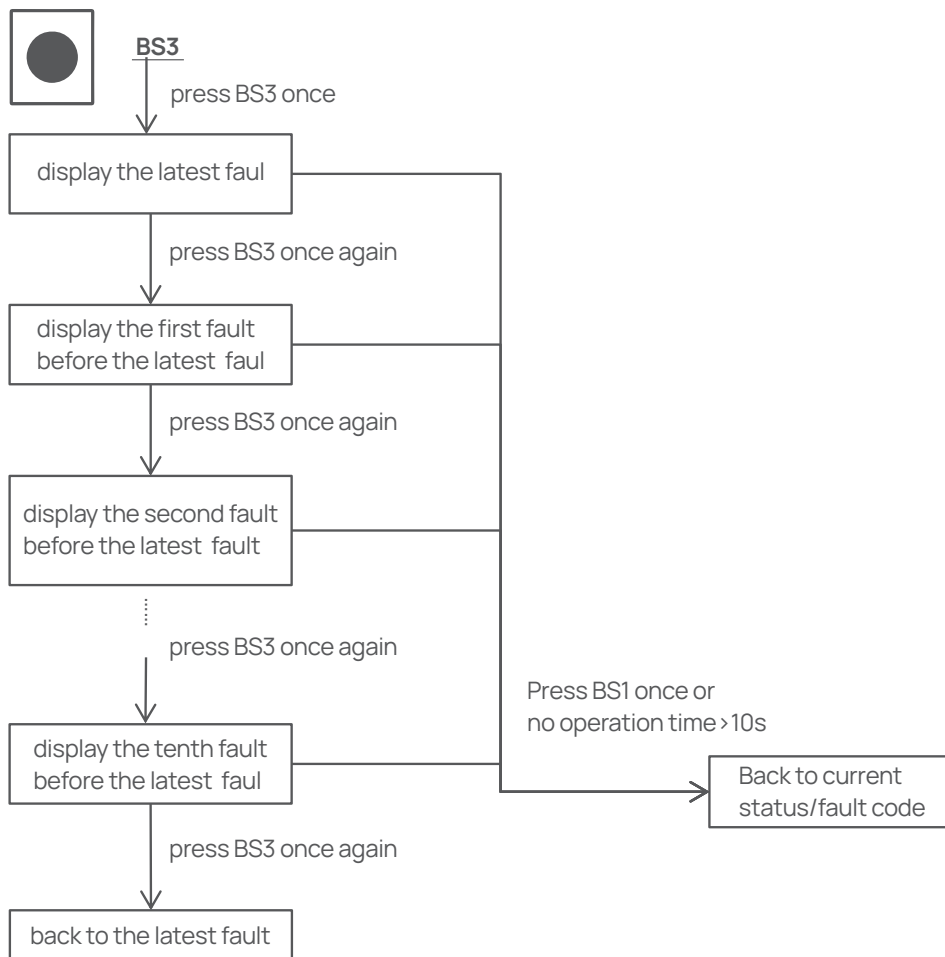 BS3
press BS3 once
display the latest faul
press BS3 once again
display the first fault
before the latest faul
press BS3 once again
display the second fault
before the latest fault
press BS3 once again
Press BS1 once or
no operation time>10s
display the tenth fault
before the latest faul
Back to current
status/fault code
press BS3 once again
back to the latest fault